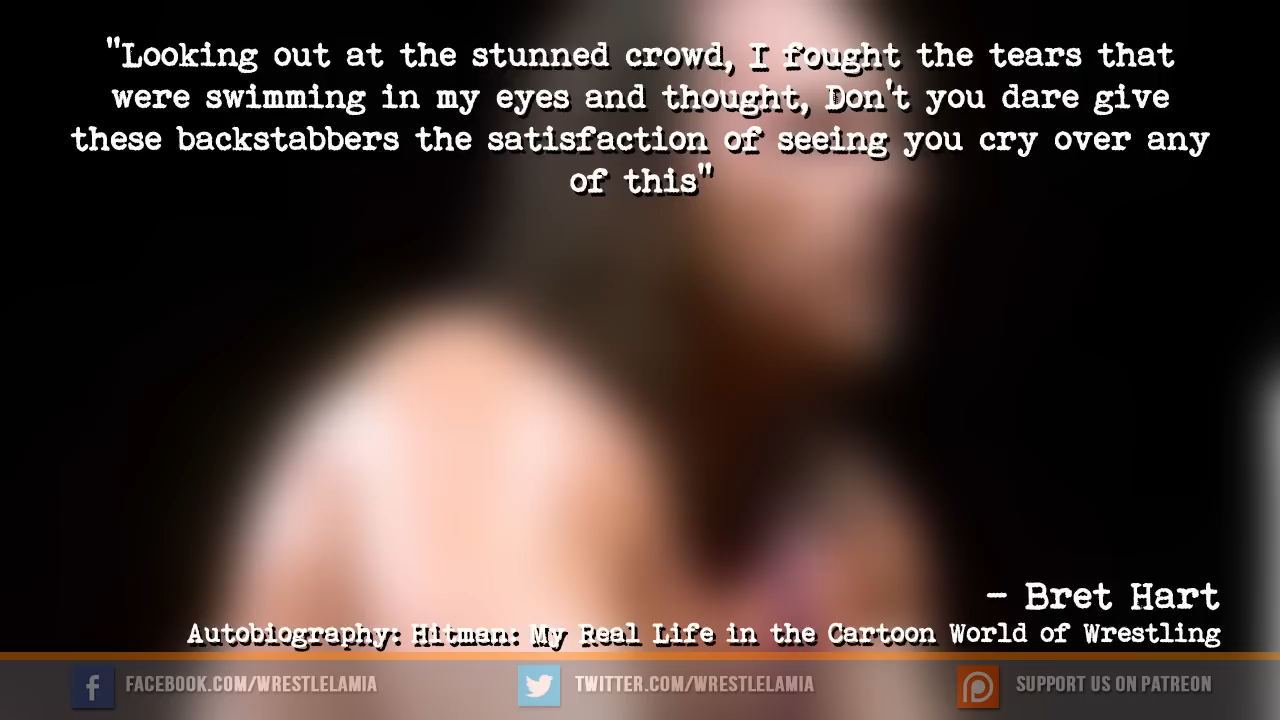 "Looking out at the stunned crowd, I fought the tears that
were swimming in my eyes and thought, Don't you dare give
these backstabbers the satisfaction of seeing you cry over any
of this"
— Bret Hart
Autobiography: Hitman: My Real Life in the Cartoon World of Wrestling
FACEBOOK.COM/WRESTLELAMIA
TWITTER.COM/WRESTLELAMIA
SUPPORT US ON PATREON